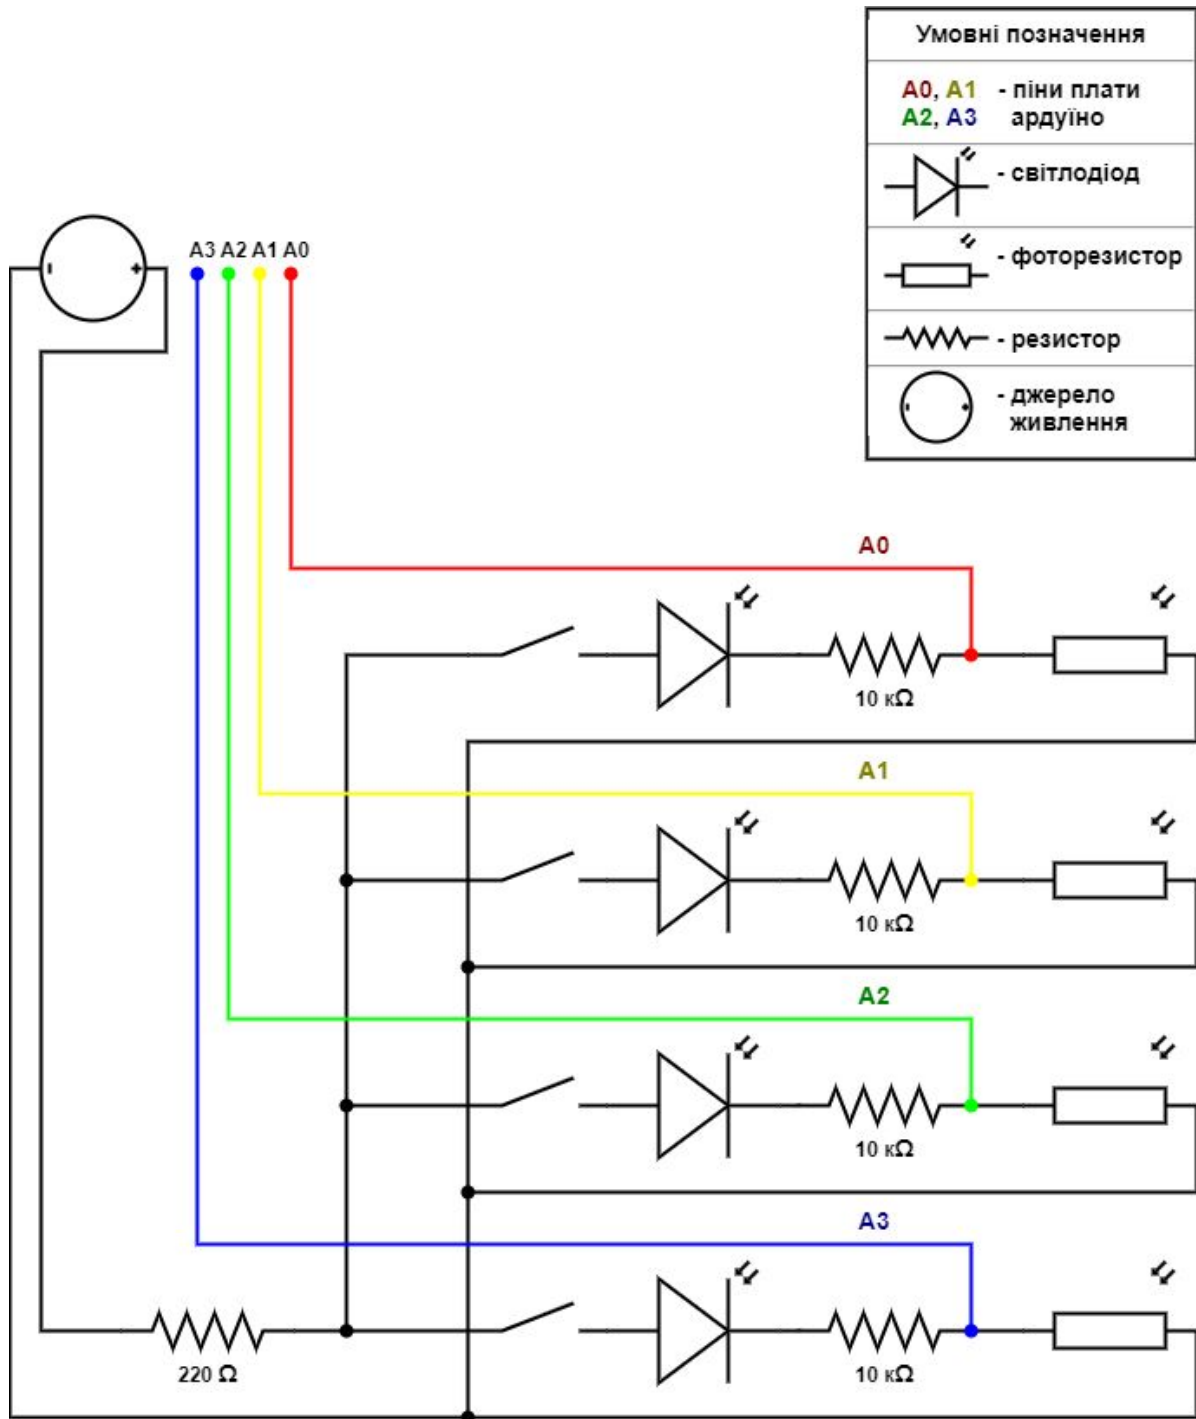 Умовні позначення
A0, A1 - піни плати
A2, A3 ардуїно
- світлодіод
- фоторезистор
- резистор
- джерело
живлення
- +
A3 A2 A1 A0
A0
10 кΩ
A1
10 кΩ
A2
10 кΩ
A3
220 Ω
10 кΩ